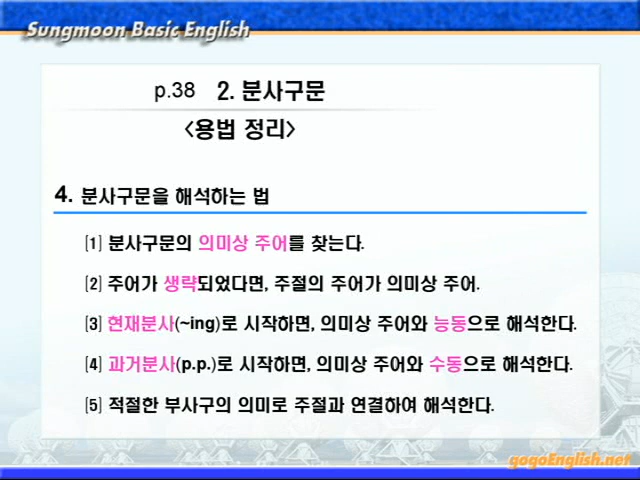 Sungmoon Basic English
p.38 2. 분사구문
<용법 정리>
4. 분사구문을 해석하는 법
[1] 분사구문의 의미상 주어를 찾는다.
[2] 주어가 생략되었다면, 주절의 주어가 의미상 주어.
[3] 현재분사(~ing)로 시작하면, 의미상 주어와 능동으로 해석한다.
[4] 과거분사(p.p.)로 시작하면, 의미상 주어와 수동으로 해석한다.
[5] 적절한 부사구의 의미로 주절과 연결하여 해석한다.
gogoEnglish.net